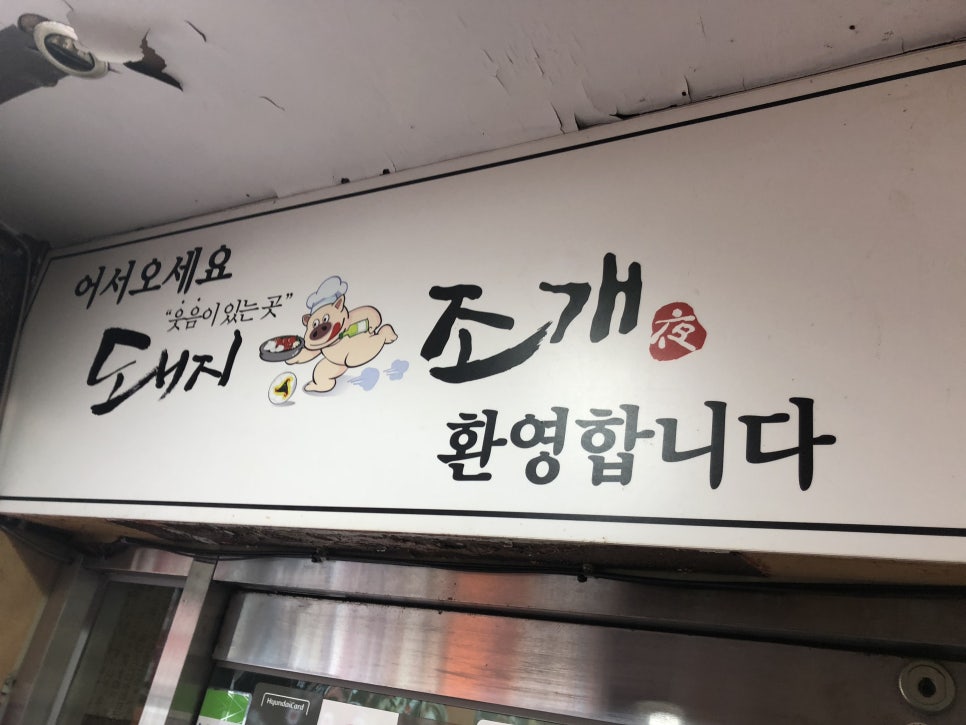 어서오세요
“웃음이 있는 곳”
돼지
조개
夜
환영합니다
HyundaiCard